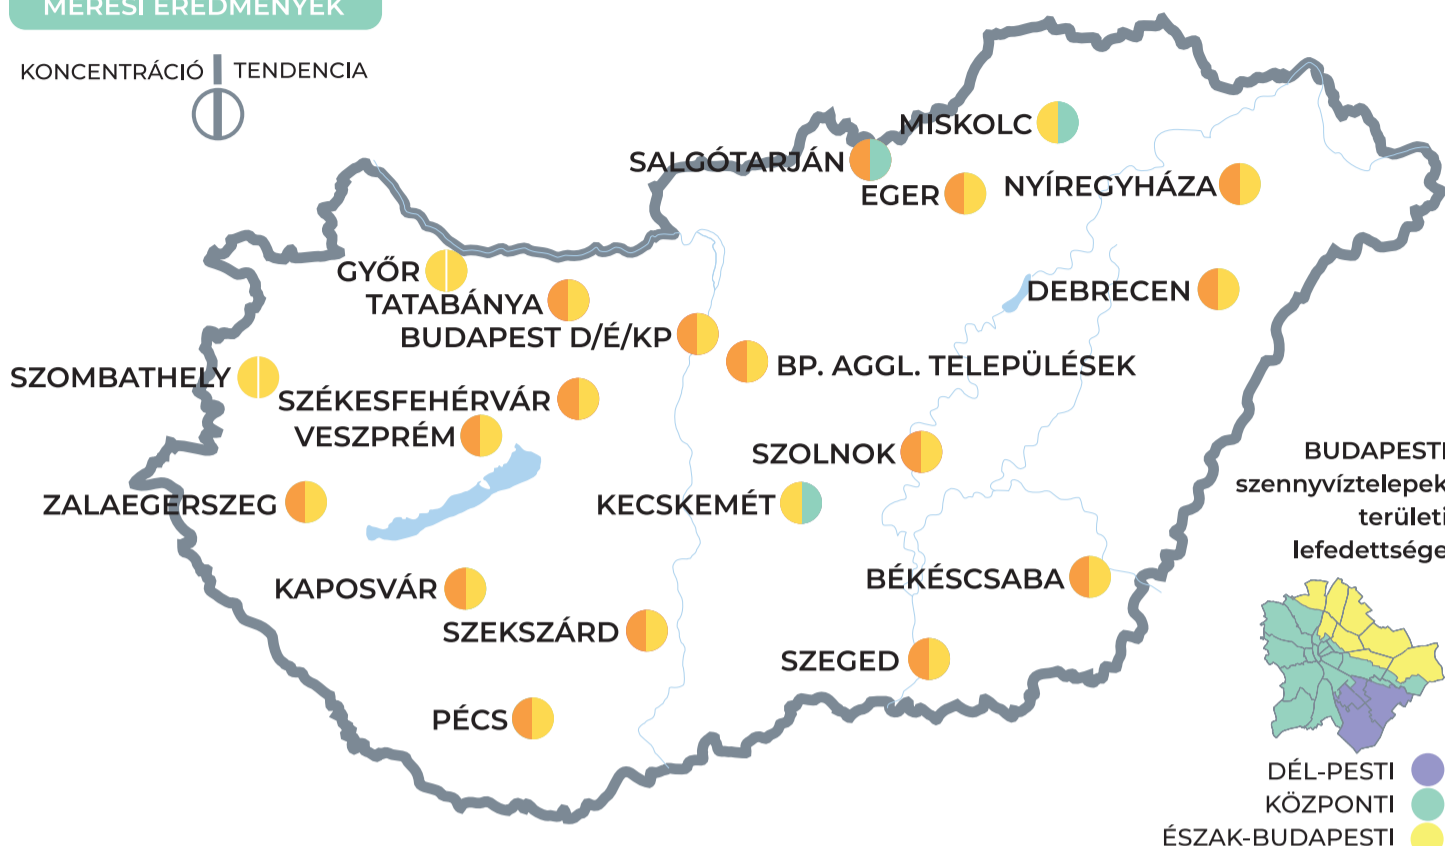 MÉRÉSI EREDMÉNYEK
KONCENTRÁCIÓ TENDENCIA
MISKOLC
SALGÓTARJÁN
EGER
NYÍREGYHÁZA
GYŐR
TATABÁNYA
DEBRECEN
BUDAPEST D/É/KP
BP. AGGL. TELEPÜLÉSEK
SZOMBATHELY
SZÉKESFEHÉRVÁR
VESZPRÉM
SZOLNOK
ZALAEGERSZEG
KECSKEMÉT
BUDAPESTI
szennyvíztelepek
területi
lefedettsége
KAPOSVÁR
BÉKÉSCSABA
SZEKSZÁRD
SZEGED
PÉCS
DÉL-PESTI
KÖZPONTI
ÉSZAK-BUDAPESTI